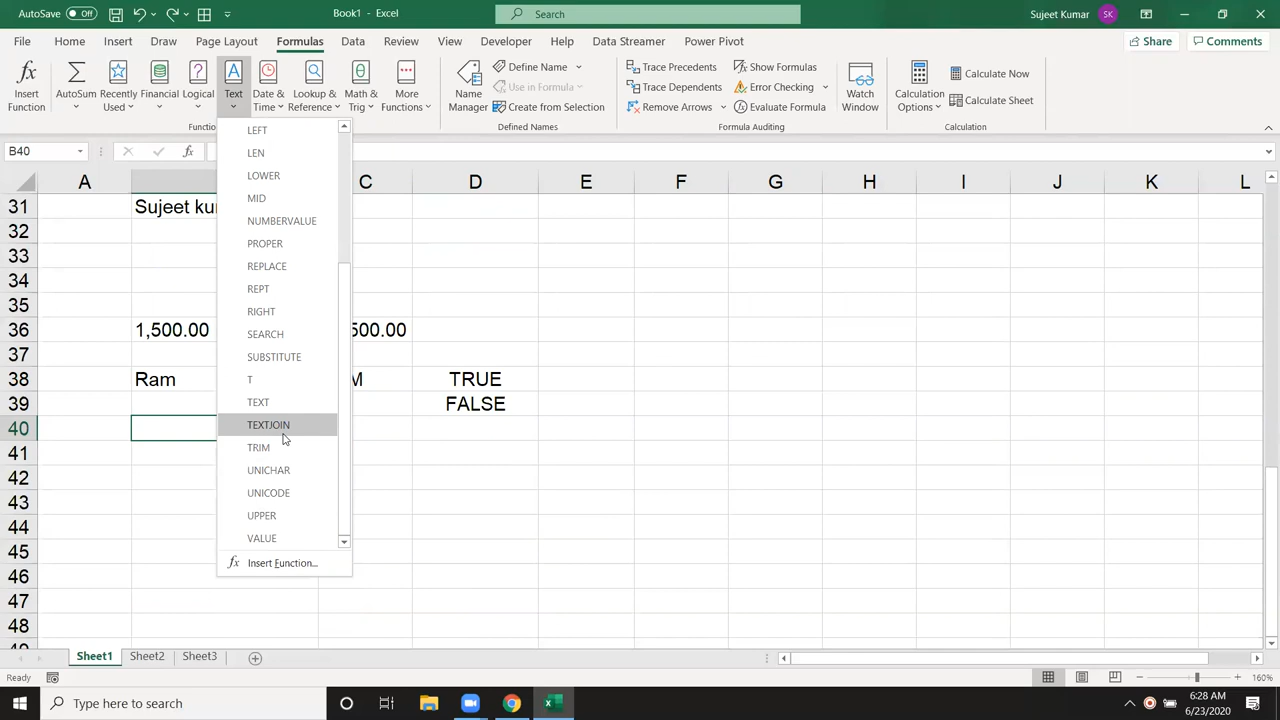 AutoSave Off Book1 - Excel Search Sujeet Kumar SK
File Home Insert Draw Page Layout Formulas Data Review View Developer Help Data Streamer Power Pivot Share Comments
Insert Function AutoSum Recently Used Financial Logical Text Date & Time Lookup & Reference Math & Trig More Functions
Name Manager Define Name Use in Formula Create from Selection
Trace Precedents Trace Dependents Remove Arrows Show Formulas Error Checking Evaluate Formula
Watch Window Calculation Options Calculate Now Calculate Sheet
Defined Names Formula Auditing Calculation
B40 fx
A C D E F G H I J K L
31 Sujeet ku
32
33
34
35
36 1,500.00 500.00
37
38 Ram M TRUE
39 FALSE
40
41
42
43
44
45
46
47
48
LEFT
LEN
LOWER
MID
NUMBERVALUE
PROPER
REPLACE
REPT
RIGHT
SEARCH
SUBSTITUTE
T
TEXT
TEXTJOIN
TRIM
UNICHAR
UNICODE
UPPER
VALUE
fx Insert Function...
Sheet1 Sheet2 Sheet3
Ready 160%
Type here to search 6:28 AM
6/23/2020